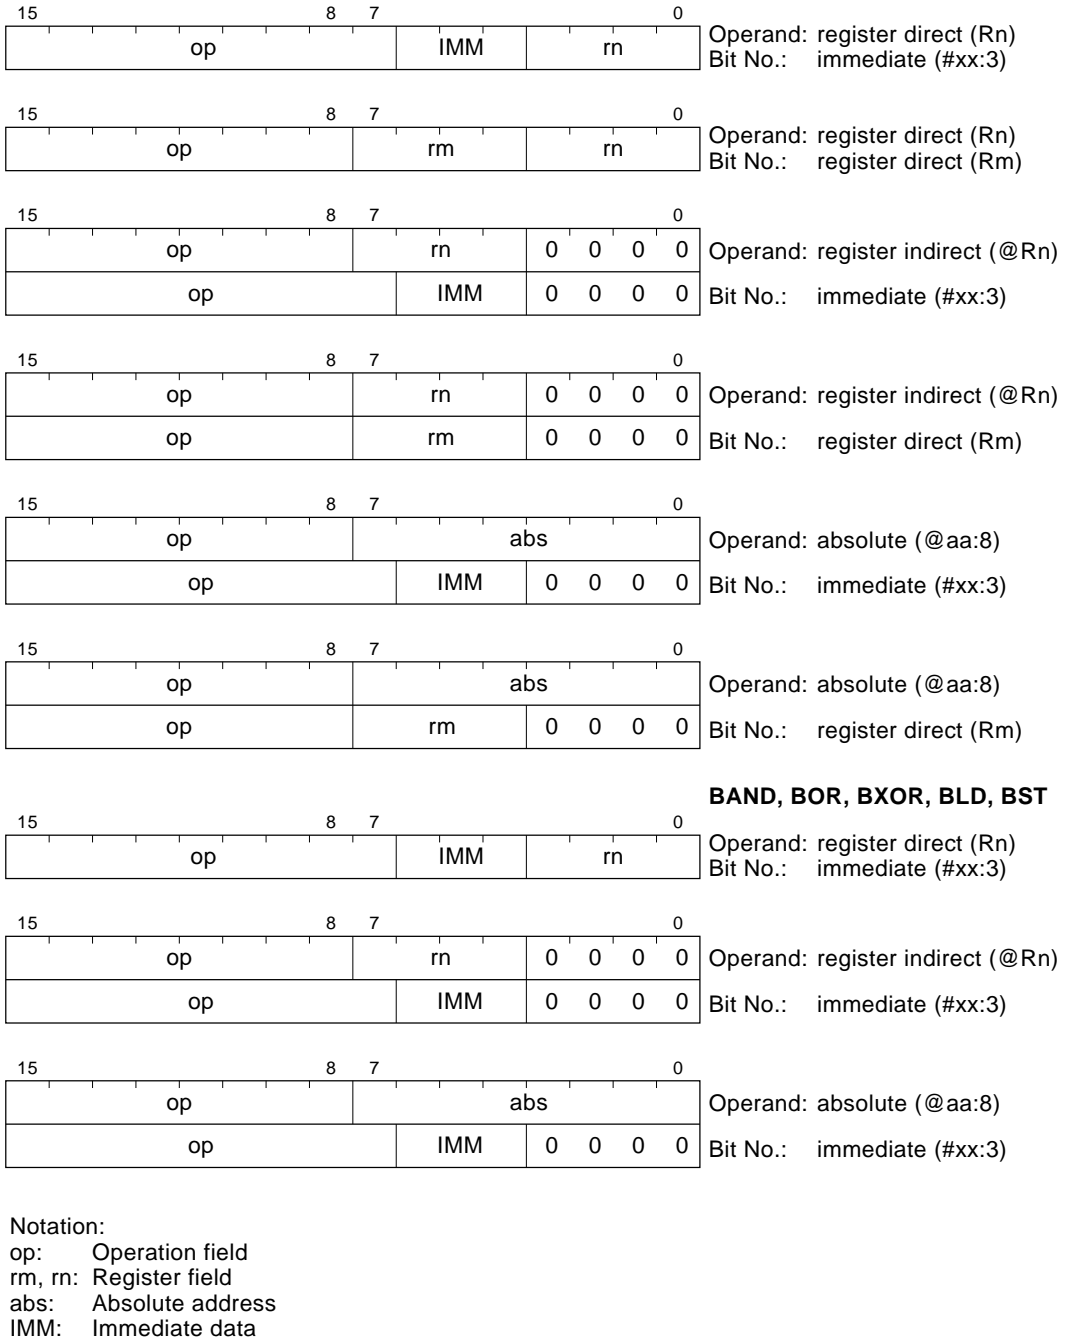 15 8 7 0
op IMM rn
Operand: register direct (Rn)
Bit No.: immediate (#xx:3)
15 8 7 0
op rm rn
Operand: register direct (Rn)
Bit No.: register direct (Rm)
15 8 7 0
op rn 0 0 0 0 Operand: register indirect (@Rn)
op IMM 0 0 0 0 Bit No.: immediate (#xx:3)
15 8 7 0
op rn 0 0 0 0 Operand: register indirect (@Rn)
op rm 0 0 0 0 Bit No.: register direct (Rm)
15 8 7 0
op abs Operand: absolute (@aa:8)
op IMM 0 0 0 0 Bit No.: immediate (#xx:3)
15 8 7 0
op abs Operand: absolute (@aa:8)
op rm 0 0 0 0 Bit No.: register direct (Rm)
BAND, BOR, BXOR, BLD, BST
15 8 7 0
op IMM rn
Operand: register direct (Rn)
Bit No.: immediate (#xx:3)
15 8 7 0
op rn 0 0 0 0 Operand: register indirect (@Rn)
op IMM 0 0 0 0 Bit No.: immediate (#xx:3)
15 8 7 0
op abs Operand: absolute (@aa:8)
op IMM 0 0 0 0 Bit No.: immediate (#xx:3)
Notation:
op: Operation field
rm, rn: Register field
abs: Absolute address
IMM: Immediate data